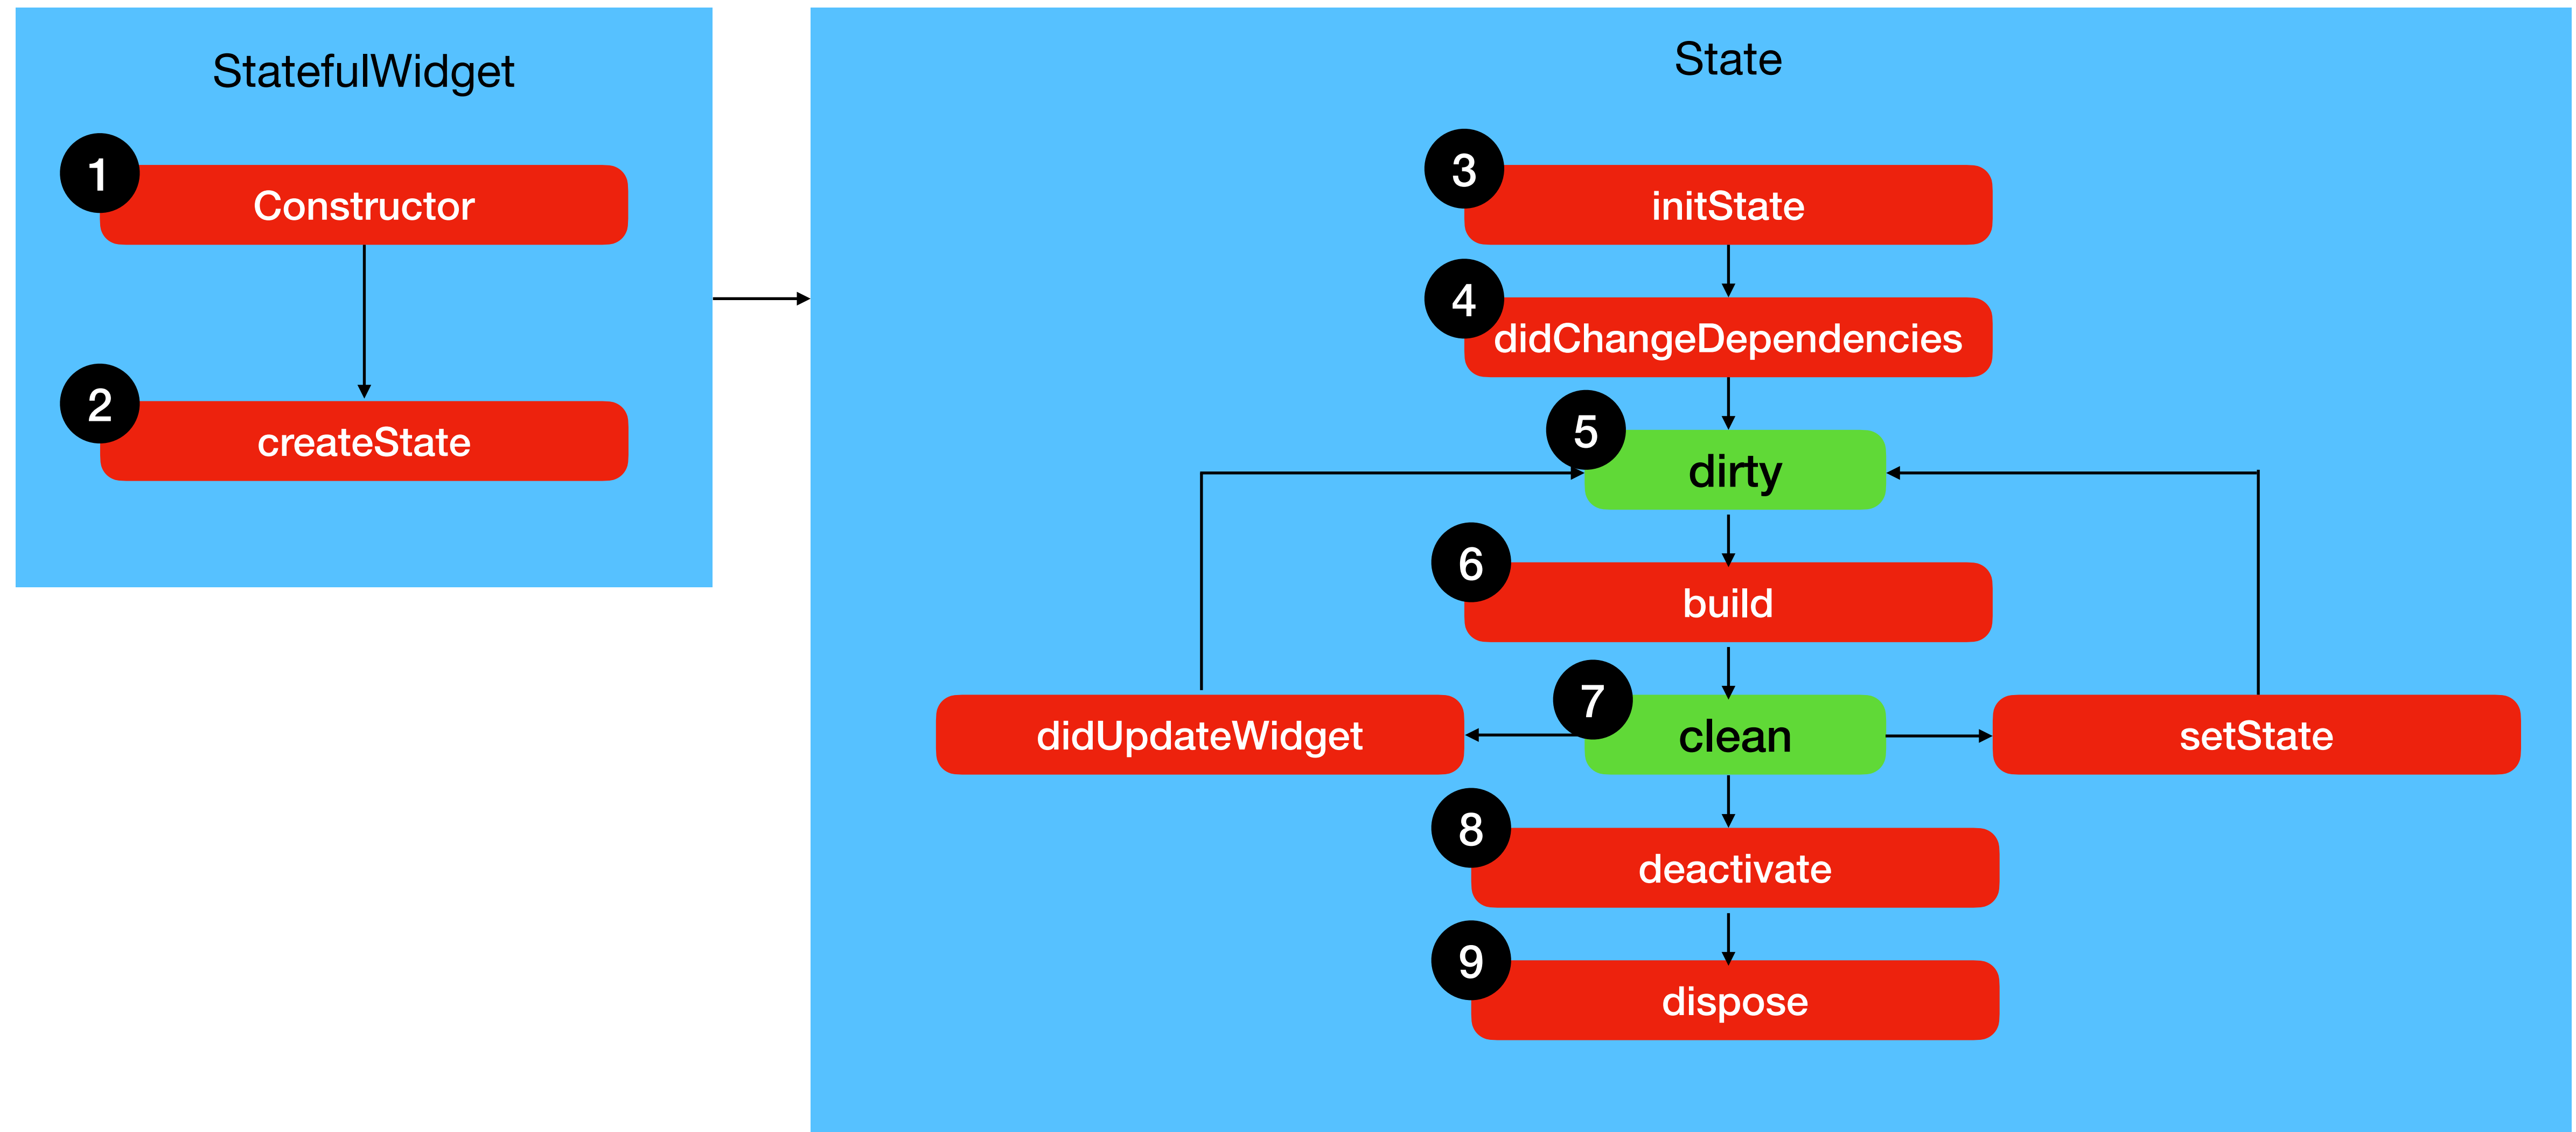 StatefulWidget
1
Constructor
2
createState
State
3
initState
4
didChangeDependencies
5
dirty
6
build
didUpdateWidget
7
clean
setState
8
deactivate
9
dispose